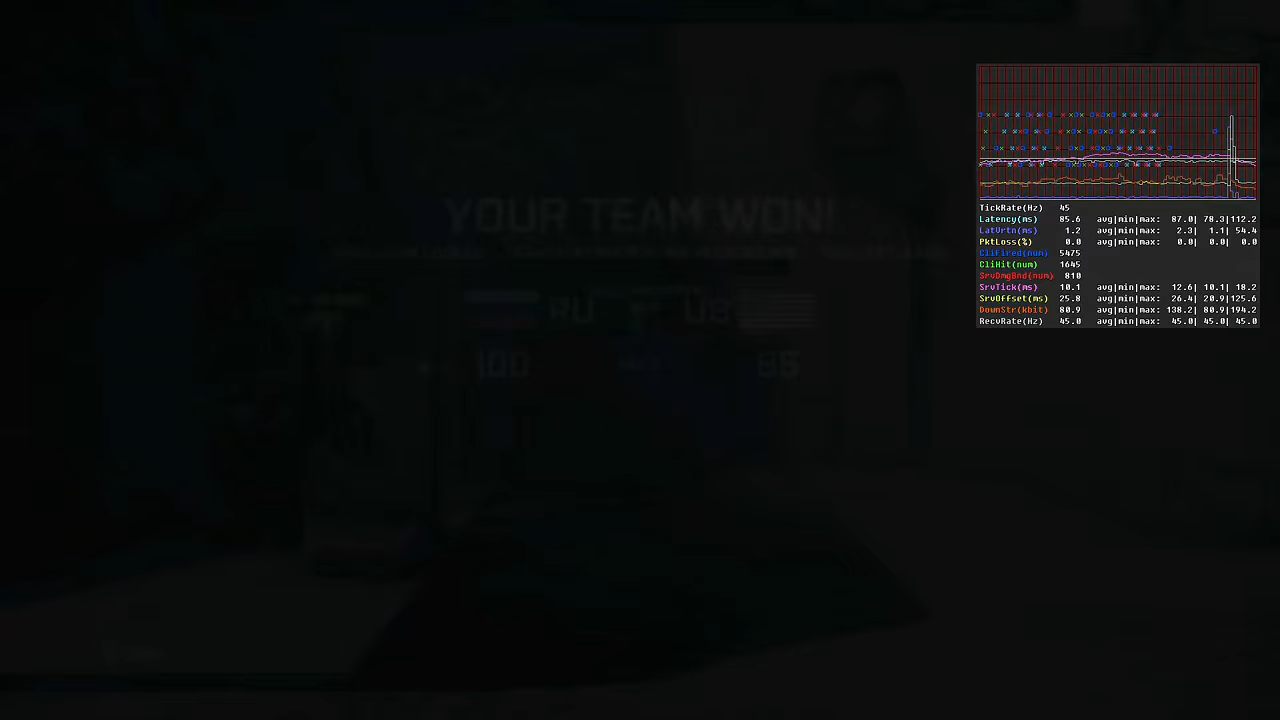 YOUR TEAM WON!
RU US
100 86
TickRate(Hz) 45
Latency(ms) 85.6 avg|min|max: 87.0| 78.3|112.2
LatVrtn(ms) 1.2 avg|min|max: 2.3| 1.1| 54.4
PktLoss(%) 0.0 avg|min|max: 0.0| 0.0| 0.0
CliFired(num) 5475
CliHit(num) 1645
SrvDmgBnd(num) 810
SrvTick(ms) 10.1 avg|min|max: 12.6| 10.1| 18.2
SrvOffset(ms) 25.8 avg|min|max: 26.4| 20.9|125.6
DownStr(kbit) 80.9 avg|min|max: 138.2| 80.9|194.2
RecvRate(Hz) 45.0 avg|min|max: 45.0| 45.0| 45.0